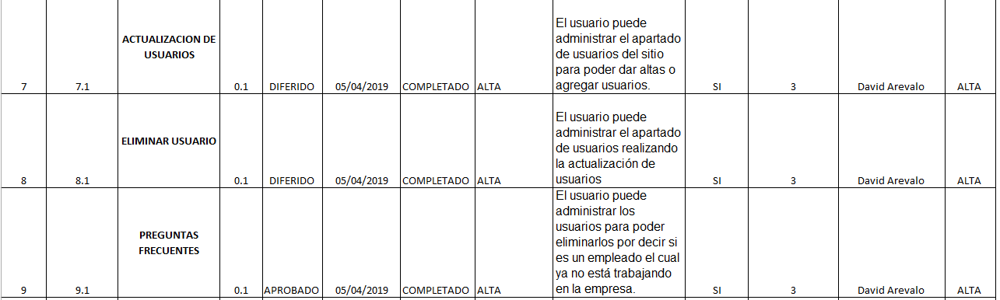 ACTUALIZACION DE
USUARIOS
El usuario puede
administrar el apartado
de usuarios del sitio
para poder dar altas o
agregar usuarios.
7 7.1 0.1 DIFERIDO 05/04/2019 COMPLETADO ALTA SI 3 David Arevalo ALTA
ELIMINAR USUARIO
El usuario puede
administrar el apartado
de usuarios realizando
la actualización de
usuarios
8 8.1 0.1 DIFERIDO 05/04/2019 COMPLETADO ALTA SI 3 David Arevalo ALTA
PREGUNTAS
FRECUENTES
El usuario puede
administrar los
usuarios para poder
eliminarlos por decir si
es un empleado el cual
ya no está trabajando
en la empresa.
9 9.1 0.1 APROBADO 05/04/2019 COMPLETADO ALTA SI 3 David Arevalo ALTA